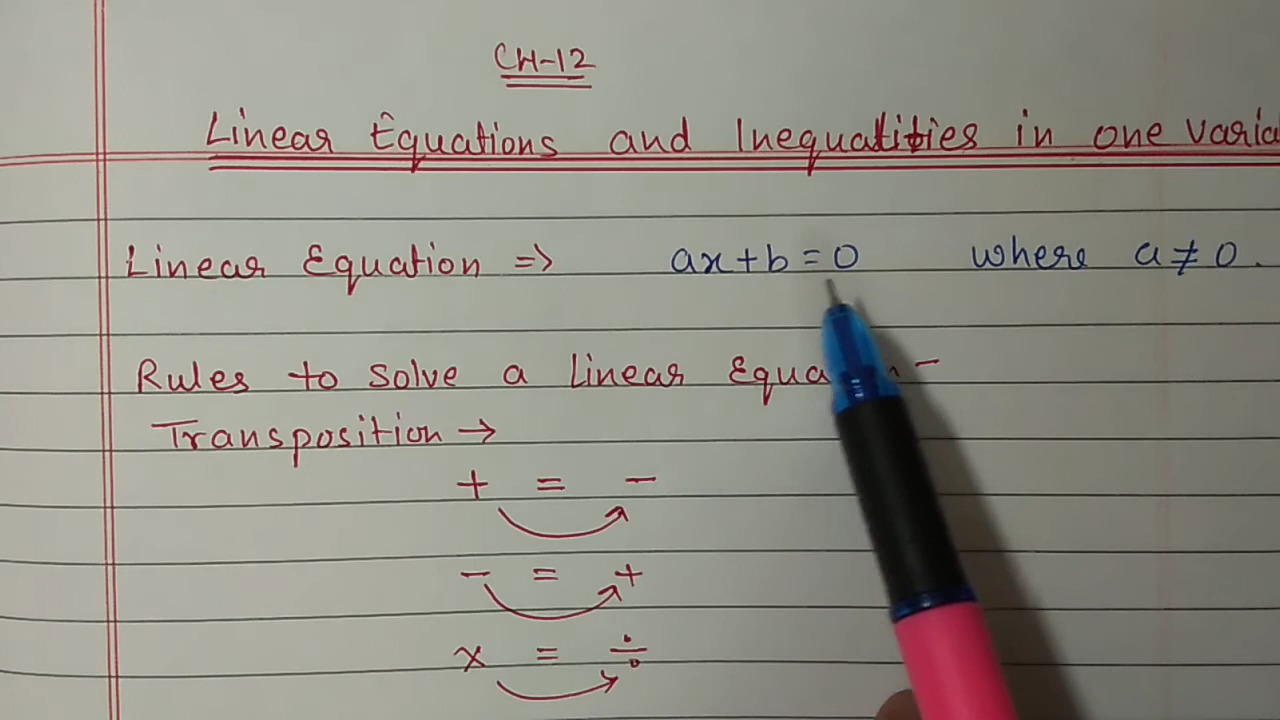 CH-12
Linear Equations and Inequalities in one varia
Linear Equation => ax+b=0 where a≠0.
Rules to solve a Linear Equa n -
Transposition →
+ = -
- = +
x = ÷